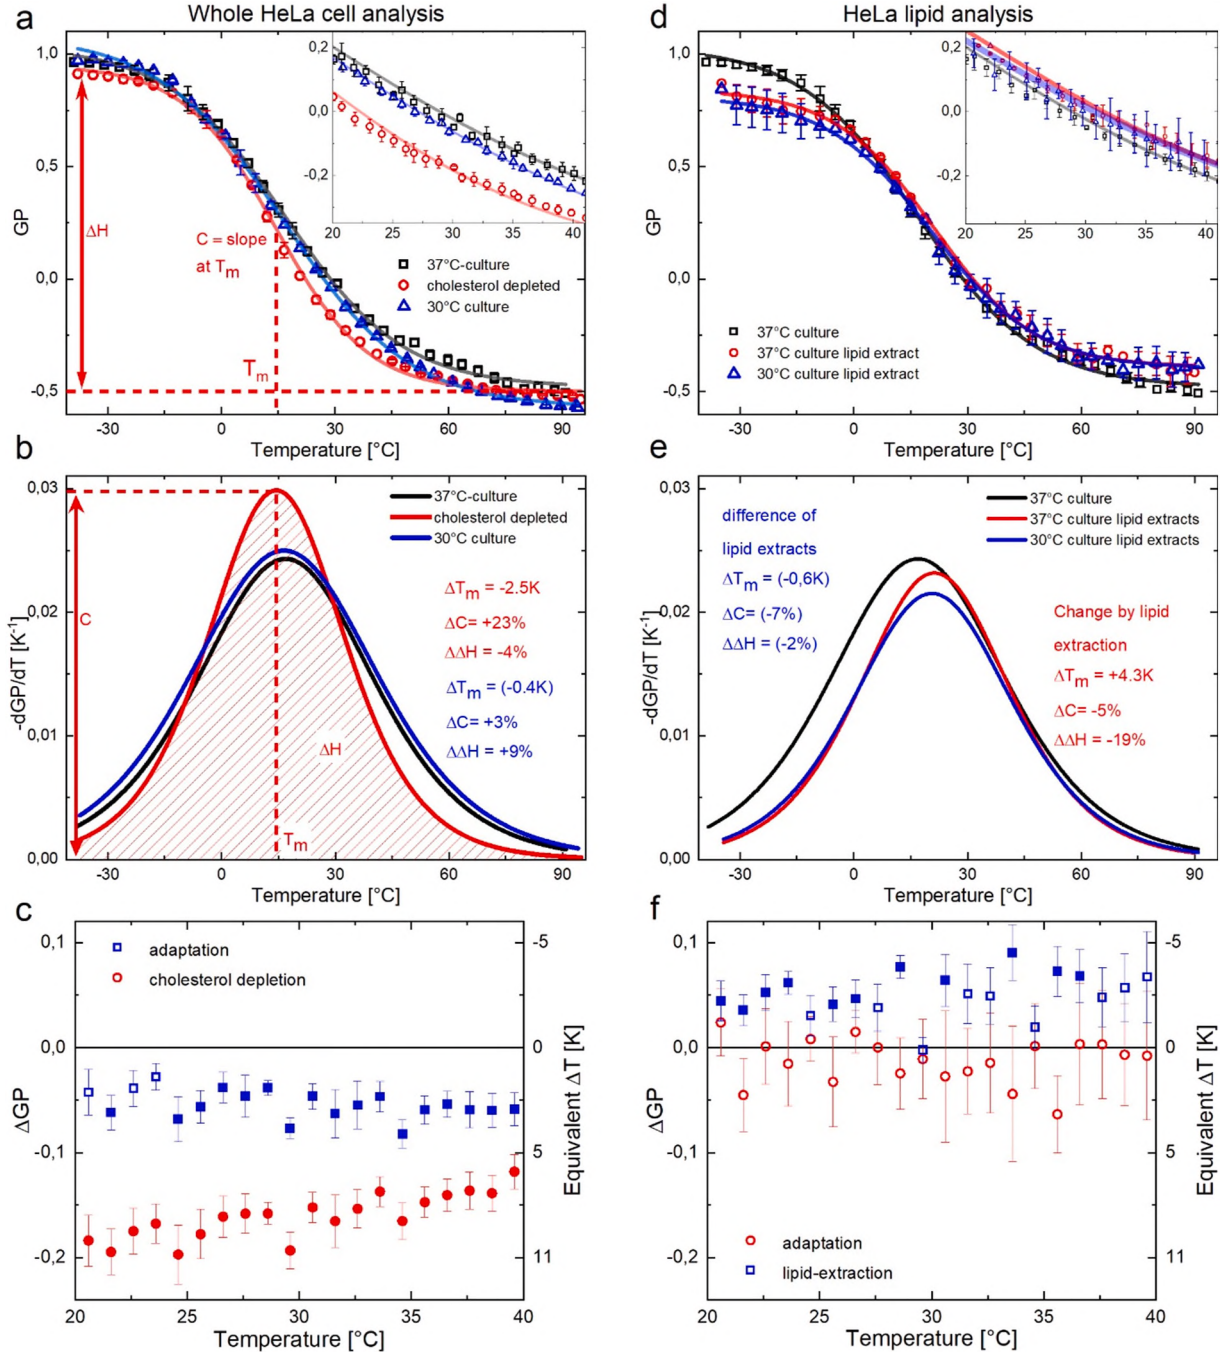 a
Whole HeLa cell analysis
1,0
0,5
0,0
-0,5
GP
ΔH
C = slope
at Tm
Tm
0,2
0,0
-0,2
20 25 30 35 40
37°C-culture
cholesterol depleted
30°C culture
-30 0 30 60 90
Temperature [°C]
d
HeLa lipid analysis
1,0
0,5
0,0
-0,5
GP
0,2
0,0
-0,2
20 25 30 35 40
37°C culture
37°C culture lipid extract
30°C culture lipid extract
-30 0 30 60 90
Temperature [°C]
b
0,03
0,02
0,01
0,00
-dGP/dT [K-1]
C
37°C-culture
cholesterol depleted
30°C culture
ΔTm = -2.5K
ΔC= +23%
ΔΔH = -4%
ΔTm = (-0.4K)
ΔC= +3%
ΔΔH = +9%
ΔH
Tm
-30 0 30 60 90
Temperature [°C]
e
0,03
0,02
0,01
0,00
-dGP/dT [K-1]
37°C culture
37°C culture lipid extracts
30°C culture lipid extracts
difference of
lipid extracts
ΔTm = (-0,6K)
ΔC= (-7%)
ΔΔH = (-2%)
Change by lipid
extraction
ΔTm = +4.3K
ΔC= -5%
ΔΔH = -19%
-30 0 30 60 90
Temperature [°C]
c
0,1
0,0
-0,1
-0,2
ΔGP
adaptation
cholesterol depletion
-5
0
5
11
Equivalent ΔT [K]
20 25 30 35 40
Temperature [°C]
f
0,1
0,0
-0,1
-0,2
ΔGP
adaptation
lipid-extraction
-5
0
5
11
Equivalent ΔT [K]
20 25 30 35 40
Temperature [°C]